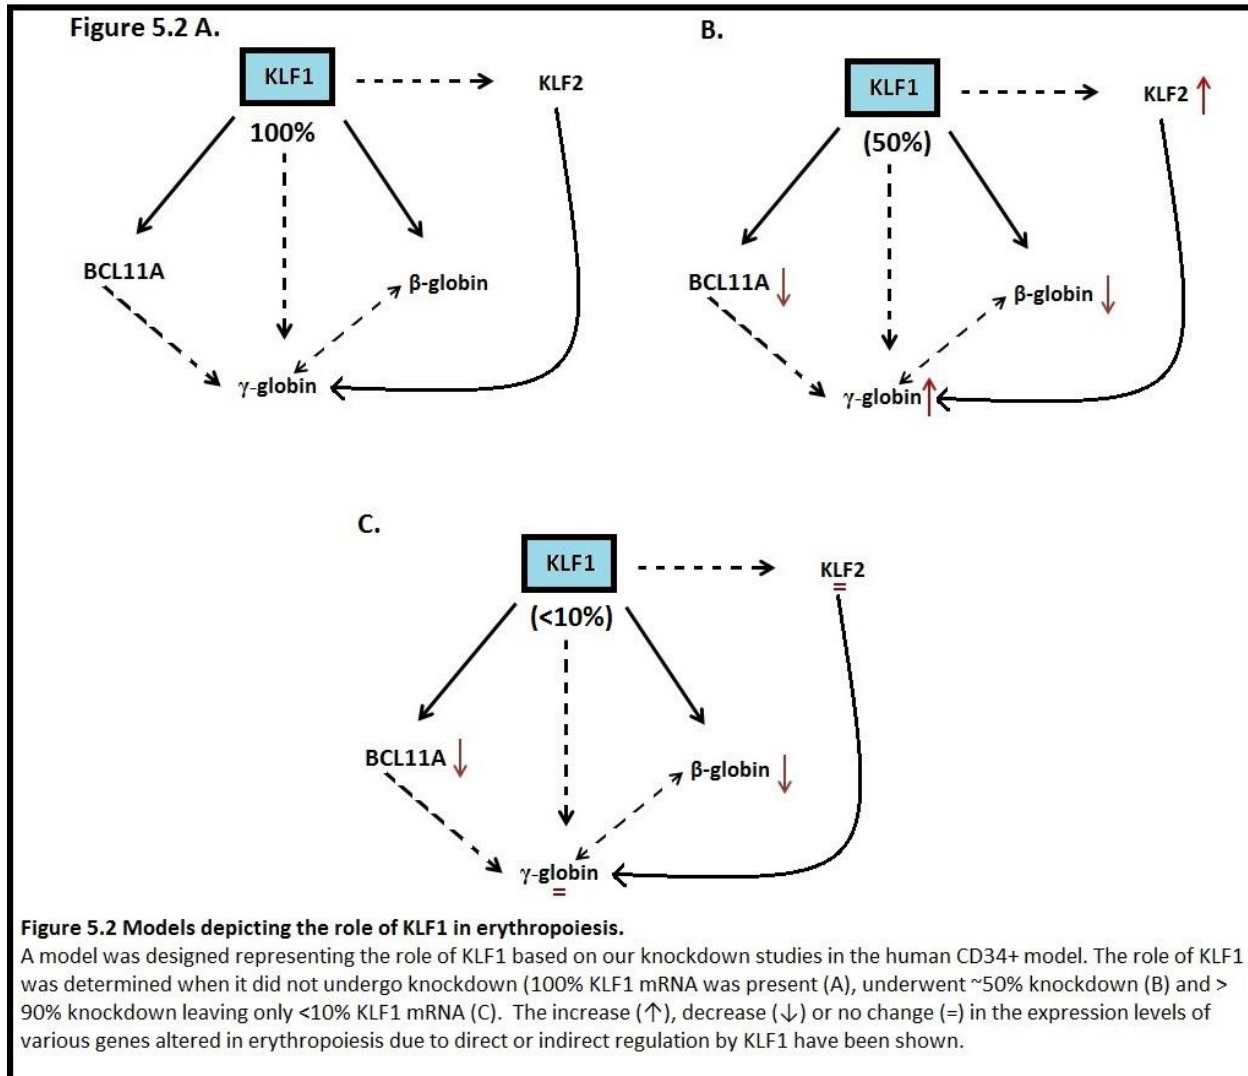 Figure 5.2 A.
KLF1
100%
KLF2
BCL11A
β-globin
γ-globin
B.
KLF1
(50%)
KLF2 ↑
BCL11A ↓
β-globin ↓
γ-globin ↑
C.
KLF1
(<10%)
KLF2
=
BCL11A ↓
β-globin ↓
γ-globin
=
Figure 5.2 Models depicting the role of KLF1 in erythropoiesis.
A model was designed representing the role of KLF1 based on our knockdown studies in the human CD34+ model. The role of KLF1
was determined when it did not undergo knockdown (100% KLF1 mRNA was present (A), underwent ~50% knockdown (B) and >
90% knockdown leaving only <10% KLF1 mRNA (C). The increase (↑), decrease (↓) or no change (=) in the expression levels of
various genes altered in erythropoiesis due to direct or indirect regulation by KLF1 have been shown.